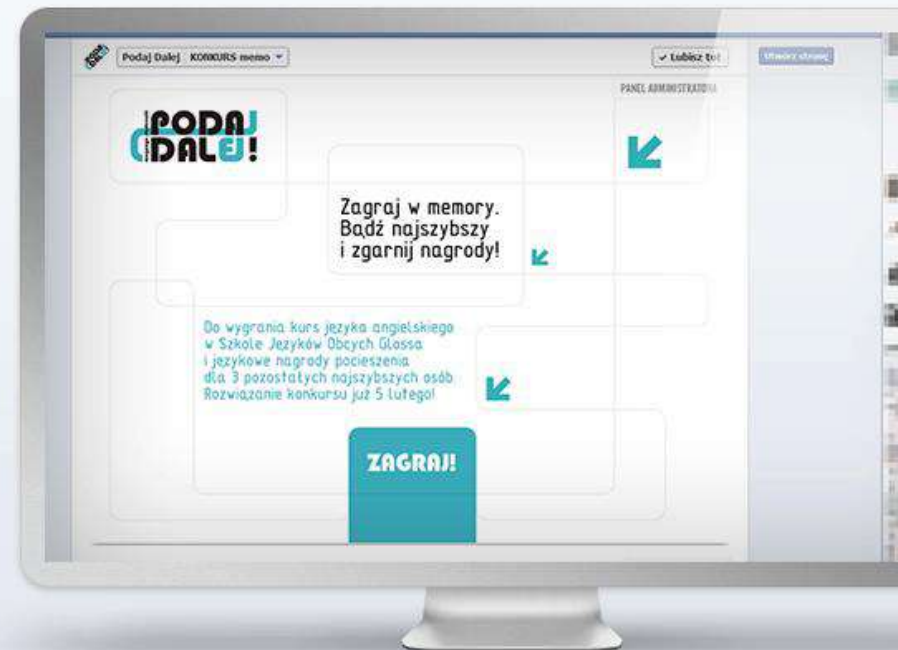 Podaj Dalej KONKURS memo
Lubisz to!
Utwórz stronę
PANEL ADMINISTRATORA
PODAJ
DALEJ!
Zagraj w memory.
Bądź najszybszy
i zgarnij nagrody!
Do wygrania kurs języka angielskiego
w Szkole Języków Obcych Glossa
i językowe nagrody pocieszenia
dla 3 pozostałych najszybszych osób
Rozwiązanie konkursu już 5 lutego!
ZAGRAJ!